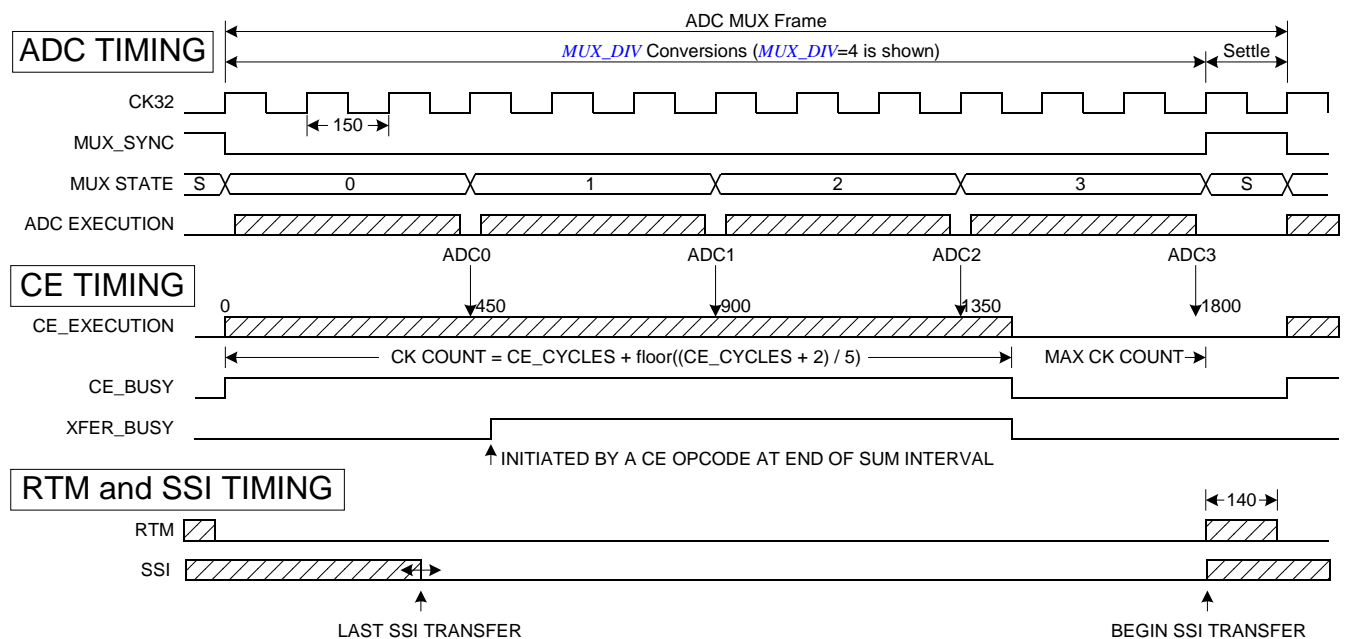 ADC MUX Frame
ADC TIMING
MUX_DIV Conversions (MUX_DIV=4 is shown)
Settle
CK32
150
MUX_SYNC
MUX STATE
S
0
1
2
3
S
ADC EXECUTION
ADC0
ADC1
ADC2
ADC3
CE TIMING
0
450
900
1350
1800
CE_EXECUTION
CK COUNT = CE_CYCLES + floor((CE_CYCLES + 2) / 5)
MAX CK COUNT
CE_BUSY
XFER_BUSY
INITIATED BY A CE OPCODE AT END OF SUM INTERVAL
RTM and SSI TIMING
140
RTM
SSI
LAST SSI TRANSFER
BEGIN SSI TRANSFER